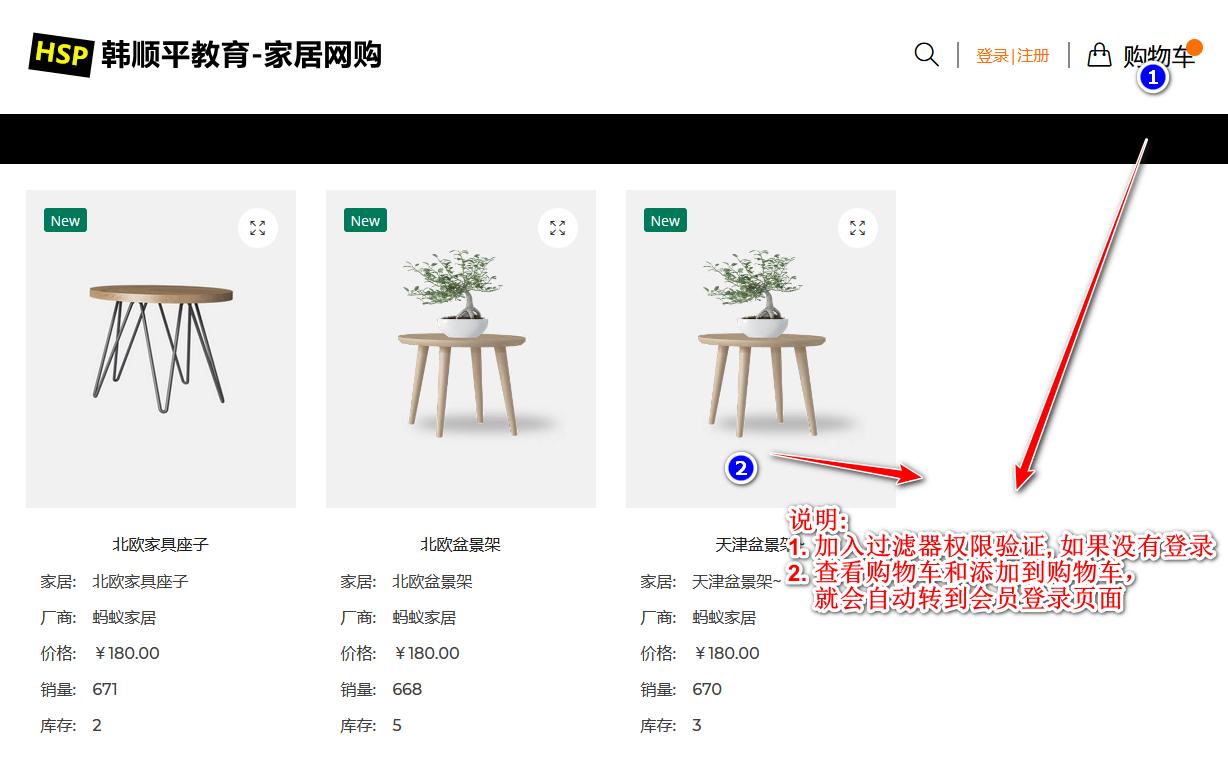 HSP 韩顺平教育-家居网购
登录|注册
购物车
1
New
New
New
2
北欧家具座子
家居: 北欧家具座子
厂商: 蚂蚁家居
价格: ￥180.00
销量: 671
库存: 2
北欧盆景架
家居: 北欧盆景架
厂商: 蚂蚁家居
价格: ￥180.00
销量: 668
库存: 5
天津盆景架~
家居: 天津盆景架~
厂商: 蚂蚁家居
价格: ￥180.00
销量: 670
库存: 3
说明:
1. 加入过滤器权限验证, 如果没有登录
2. 查看购物车和添加到购物车，
就会自动转到会员登录页面